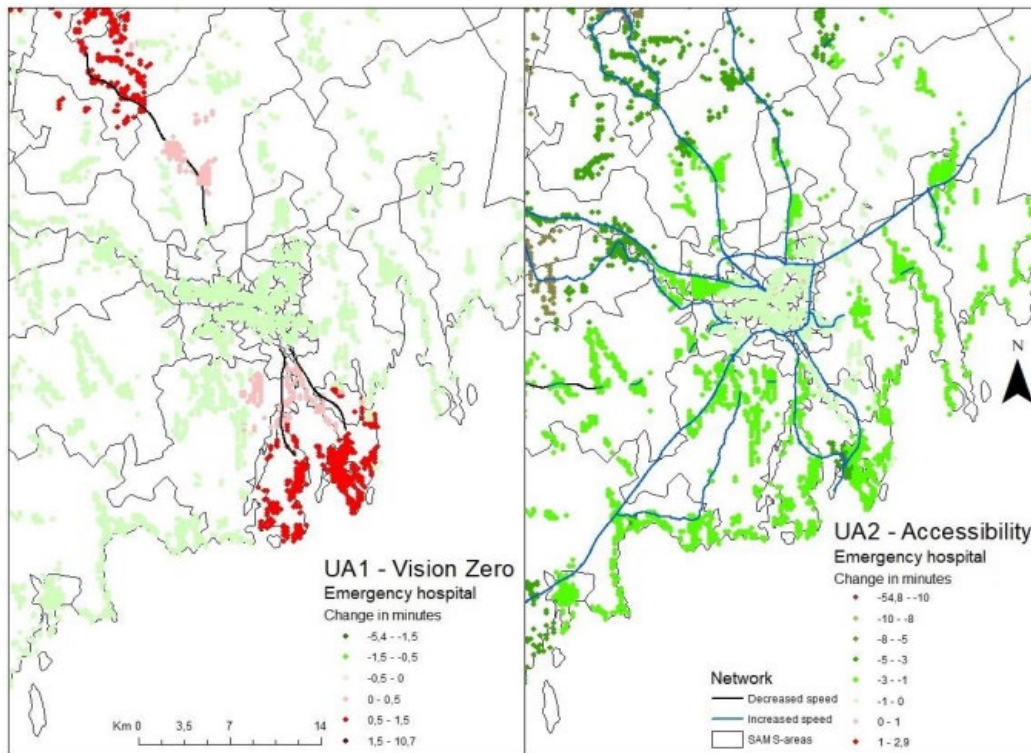 UA1 - Vision Zero
Emergency hospital
Change in minutes
-5,4 - -1,5
-1,5 - -0,5
-0,5 - 0
0 - 0,5
0,5 - 1,5
1,5 - 10,7
Km 0 3,5 7 14
N
UA2 - Accessibility
Emergency hospital
Change in minutes
-54,8 - -10
-10 - -8
-8 - -5
-5 - -3
-3 - -1
-1 - 0
0 - 1
1 - 2,9
Network
Decreased speed
Increased speed
SAMS-areas